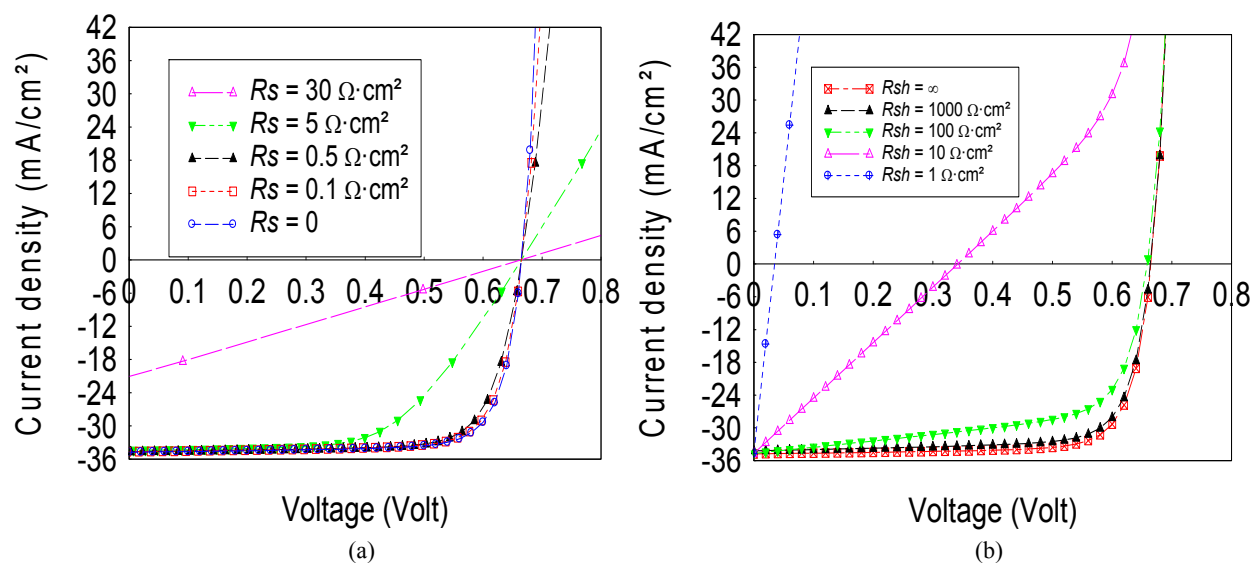 42
36
30
24
18
12
6
0
-6
-12
-18
-24
-30
-36
Current density (mA/cm²)
Rs = 30 Ω·cm²
Rs = 5 Ω·cm²
Rs = 0.5 Ω·cm²
Rs = 0.1 Ω·cm²
Rs = 0
0 0.1 0.2 0.3 0.4 0.5 0.6 0.7 0.8
Voltage (Volt)
(a)
42
36
30
24
18
12
6
0
-6
-12
-18
-24
-30
-36
Current density (mA/cm²)
Rsh = ∞
Rsh = 1000 Ω·cm²
Rsh = 100 Ω·cm²
Rsh = 10 Ω·cm²
Rsh = 1 Ω·cm²
0 0.1 0.2 0.3 0.4 0.5 0.6 0.7 0.8
Voltage (Volt)
(b)